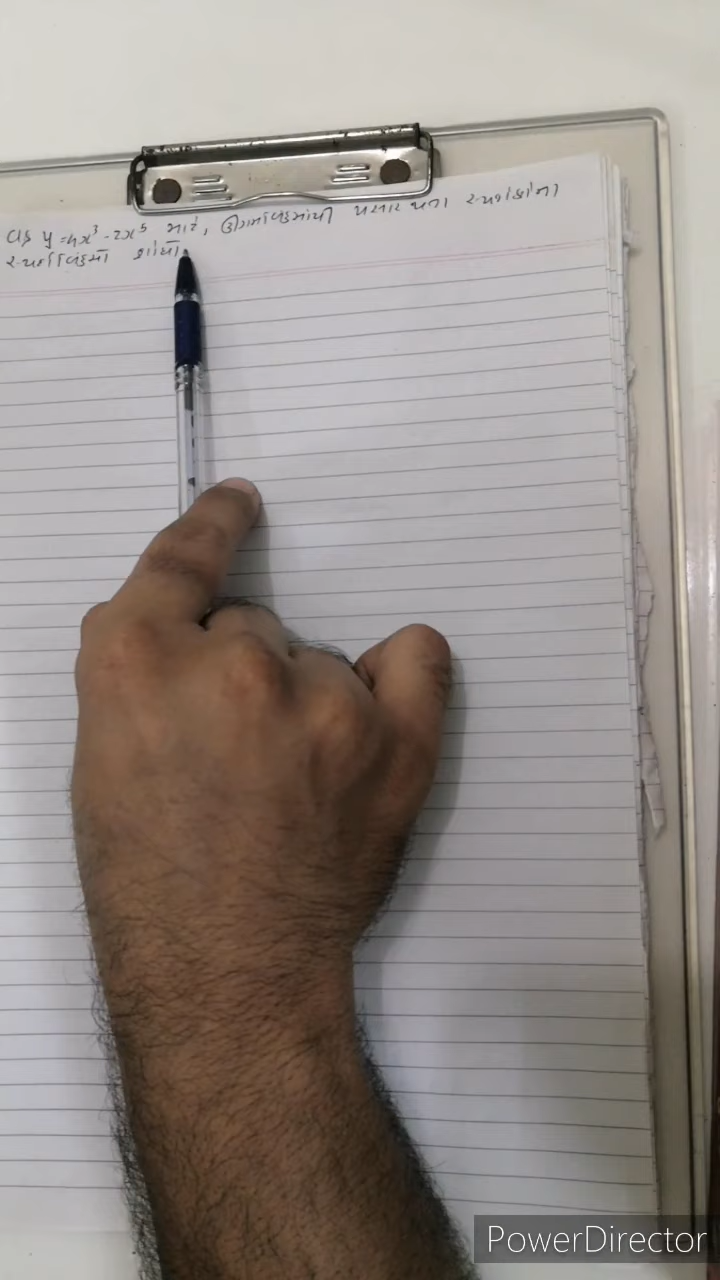 વક્ર y = 4x³ - 2x⁵ માટે, ઊગમબિંદુમાંથી પસાર થતા સ્પર્શકોના
સ્પર્શબિંદુઓ શોધો.
PowerDirector